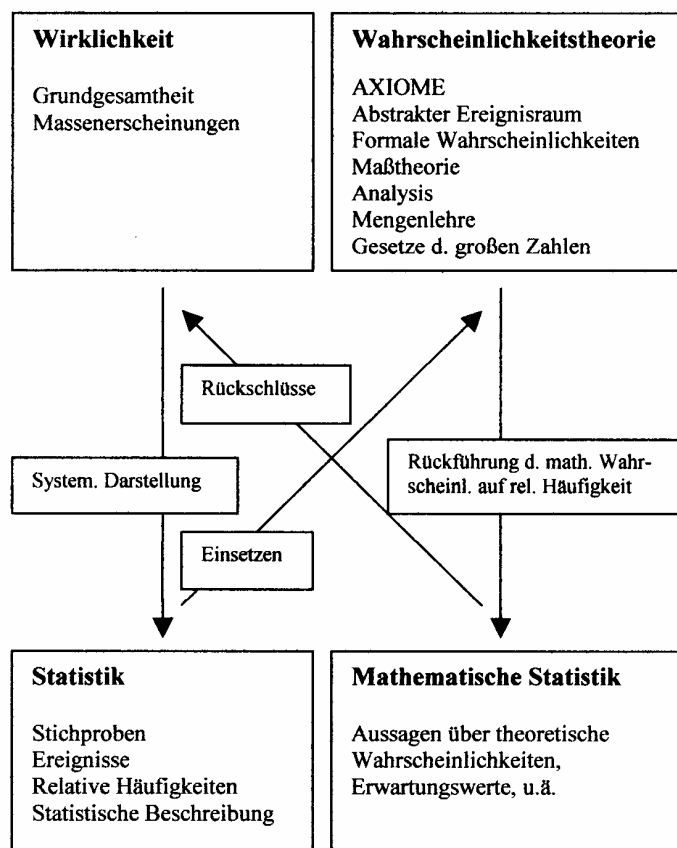 Wirklichkeit
Grundgesamtheit
Massenerscheinungen
Wahrscheinlichkeitstheorie
AXIOME
Abstrakter Ereignisraum
Formale Wahrscheinlichkeiten
Maßtheorie
Analysis
Mengenlehre
Gesetze d. großen Zahlen
Rückschlüsse
System. Darstellung
Rückführung d. math. Wahr-
scheinl. auf rel. Häufigkeit
Einsetzen
Statistik
Stichproben
Ereignisse
Relative Häufigkeiten
Statistische Beschreibung
Mathematische Statistik
Aussagen über theoretische
Wahrscheinlichkeiten,
Erwartungswerte, u.ä.